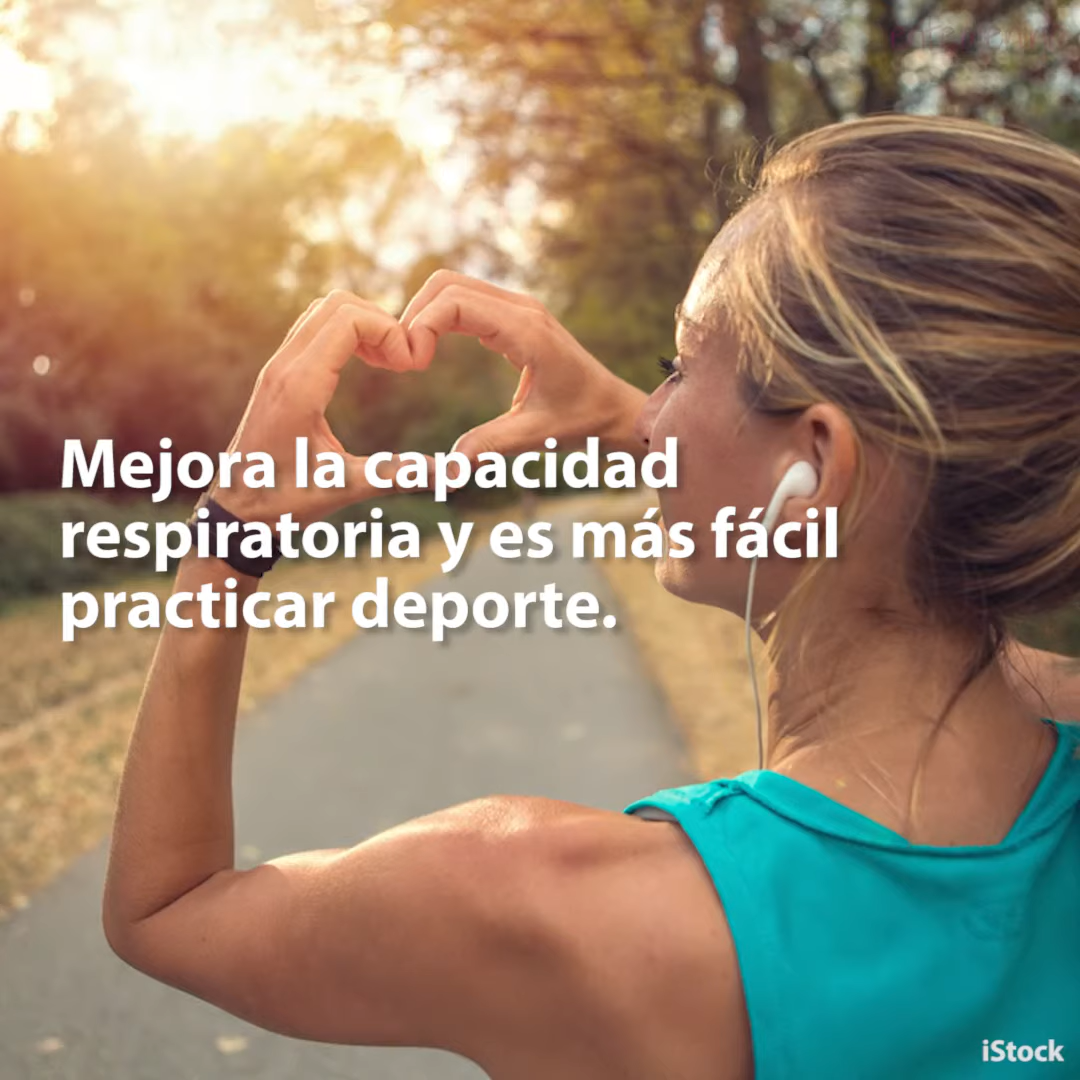 Mejora la capacidad
respiratoria y es más fácil
practicar deporte.
iStock